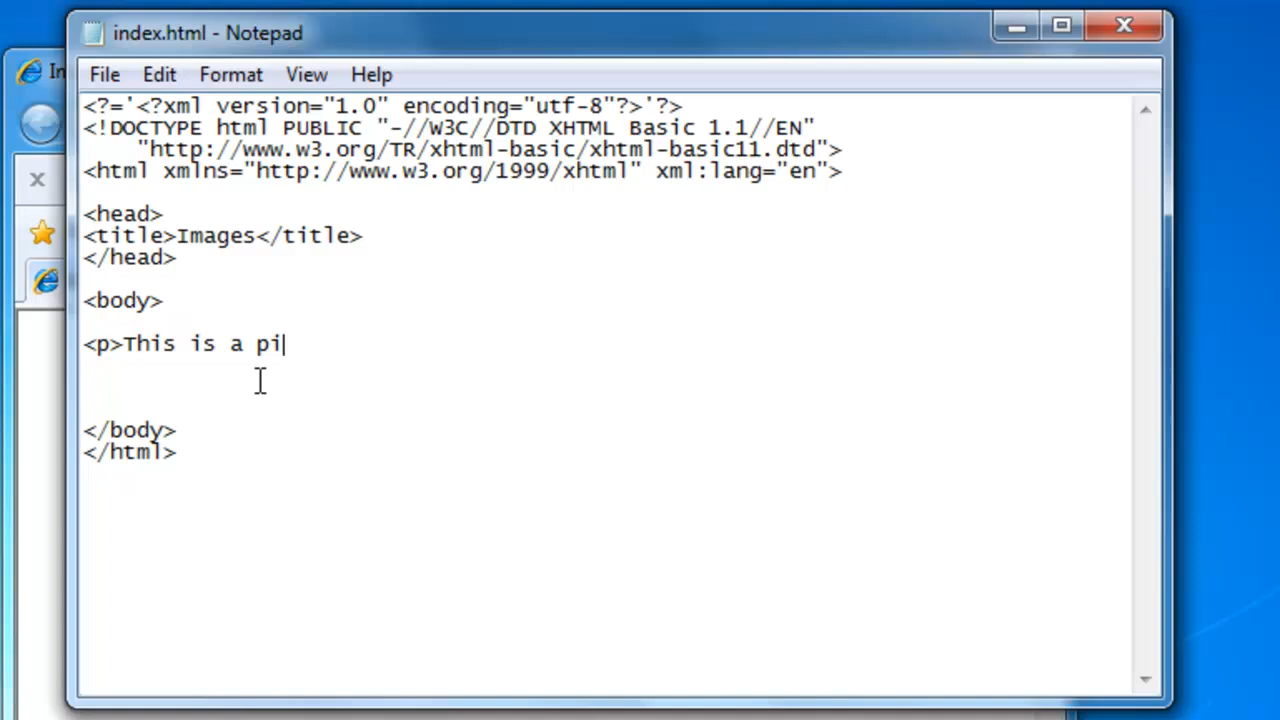 index.html - Notepad
In
File Edit Format View Help
<?='<?xml version="1.0" encoding="utf-8"?>'?>
<!DOCTYPE html PUBLIC "-//W3C//DTD XHTML Basic 1.1//EN"
"http://www.w3.org/TR/xhtml-basic/xhtml-basic11.dtd">
<html xmlns="http://www.w3.org/1999/xhtml" xml:lang="en">
<head>
<title>Images</title>
</head>
<body>
<p>This is a pi
</body>
</html>